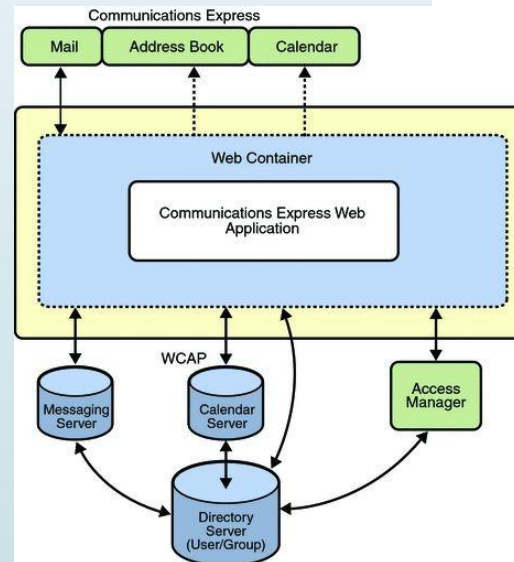 Communications Express
Mail
Address Book
Calendar
Web Container
Communications Express Web
Application
WCAP
Messaging
Server
Calendar
Server
Access
Manager
Directory
Server
(User/Group)